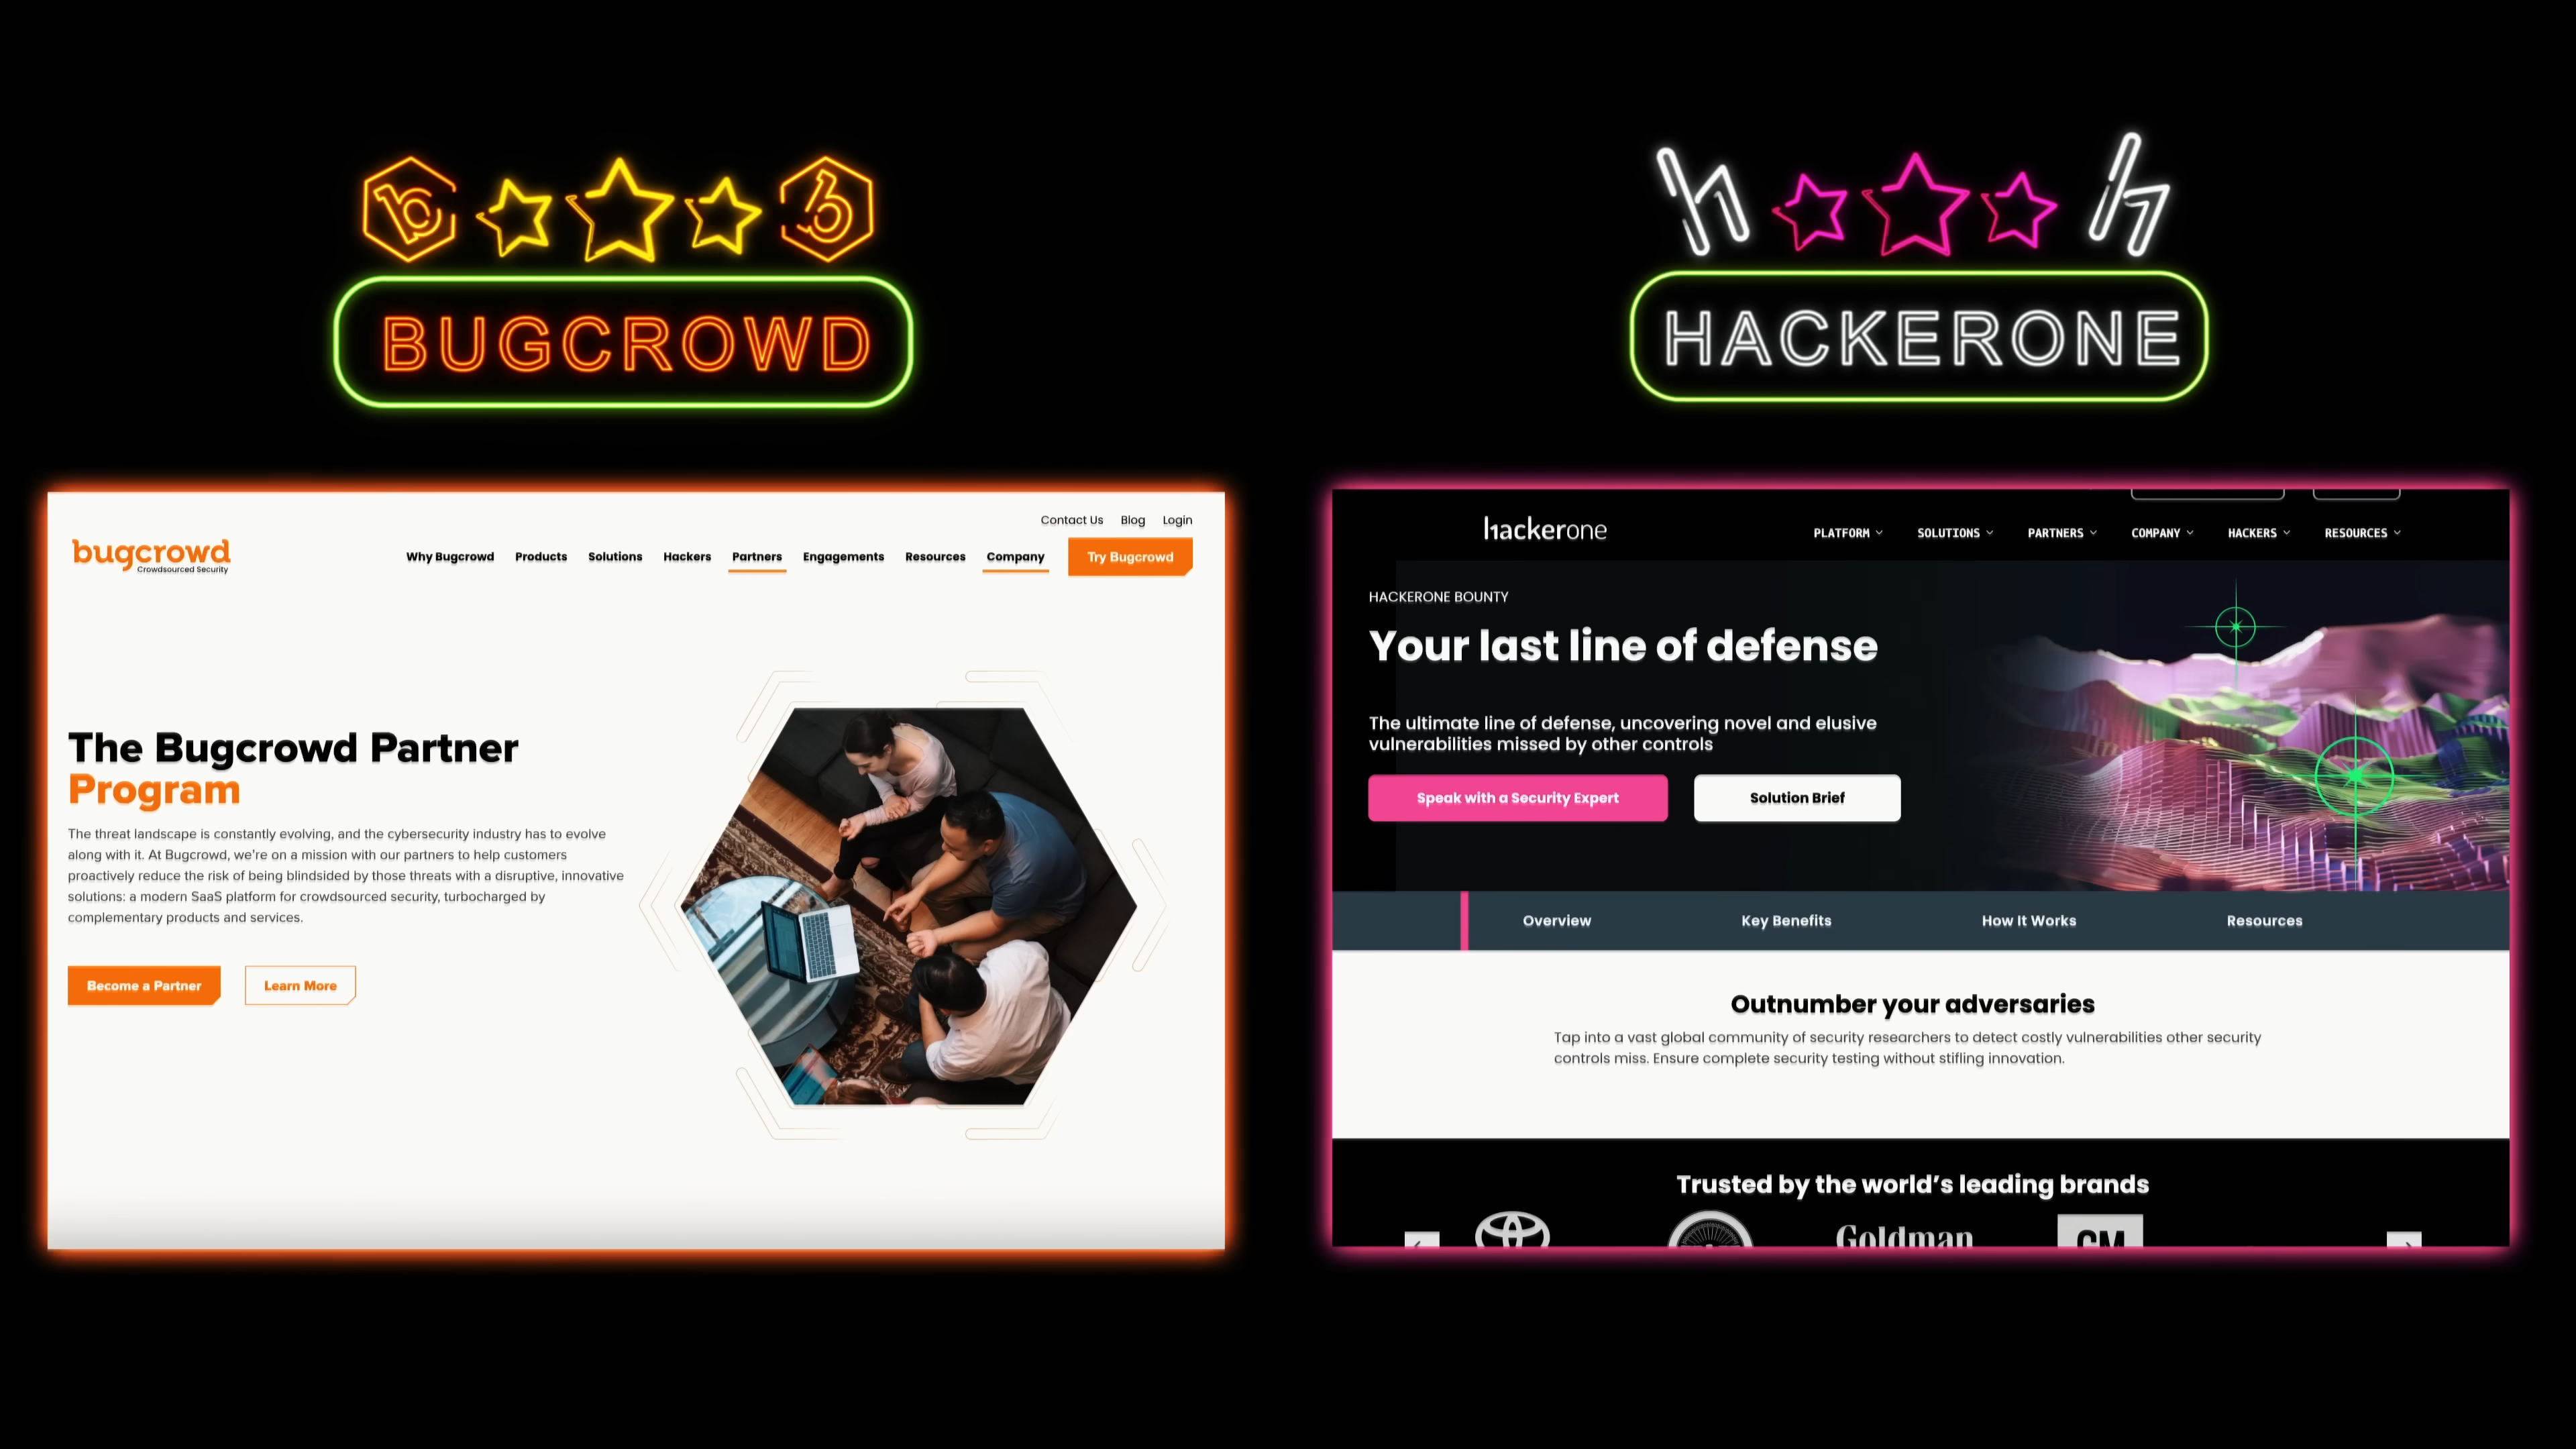 BUGCROWD
bugcrowd
Crowdsourced Security
Contact Us Blog Login
Why Bugcrowd Products Solutions Hackers Partners Engagements Resources Company Try Bugcrowd
The Bugcrowd Partner
Program
The threat landscape is constantly evolving, and the cybersecurity industry has to evolve
along with it. At Bugcrowd, we're on a mission with our partners to help customers
proactively reduce the risk of being blindsided by those threats with a disruptive, innovative
solutions: a modern SaaS platform for crowdsourced security, turbocharged by
complementary products and services.
Become a Partner Learn More
HACKERONE
hackerone
PLATFORM SOLUTIONS PARTNERS COMPANY HACKERS RESOURCES
HACKERONE BOUNTY
Your last line of defense
The ultimate line of defense, uncovering novel and elusive
vulnerabilities missed by other controls
Speak with a Security Expert Solution Brief
Overview Key Benefits How It Works Resources
Outnumber your adversaries
Tap into a vast global community of security researchers to detect costly vulnerabilities other security
controls miss. Ensure complete security testing without stifling innovation.
Trusted by the world's leading brands
Goldman GM